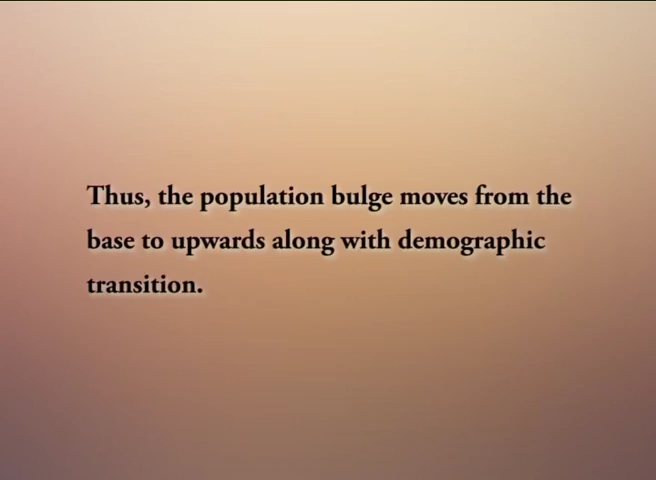 Thus, the population bulge moves from the
base to upwards along with demographic
transition.